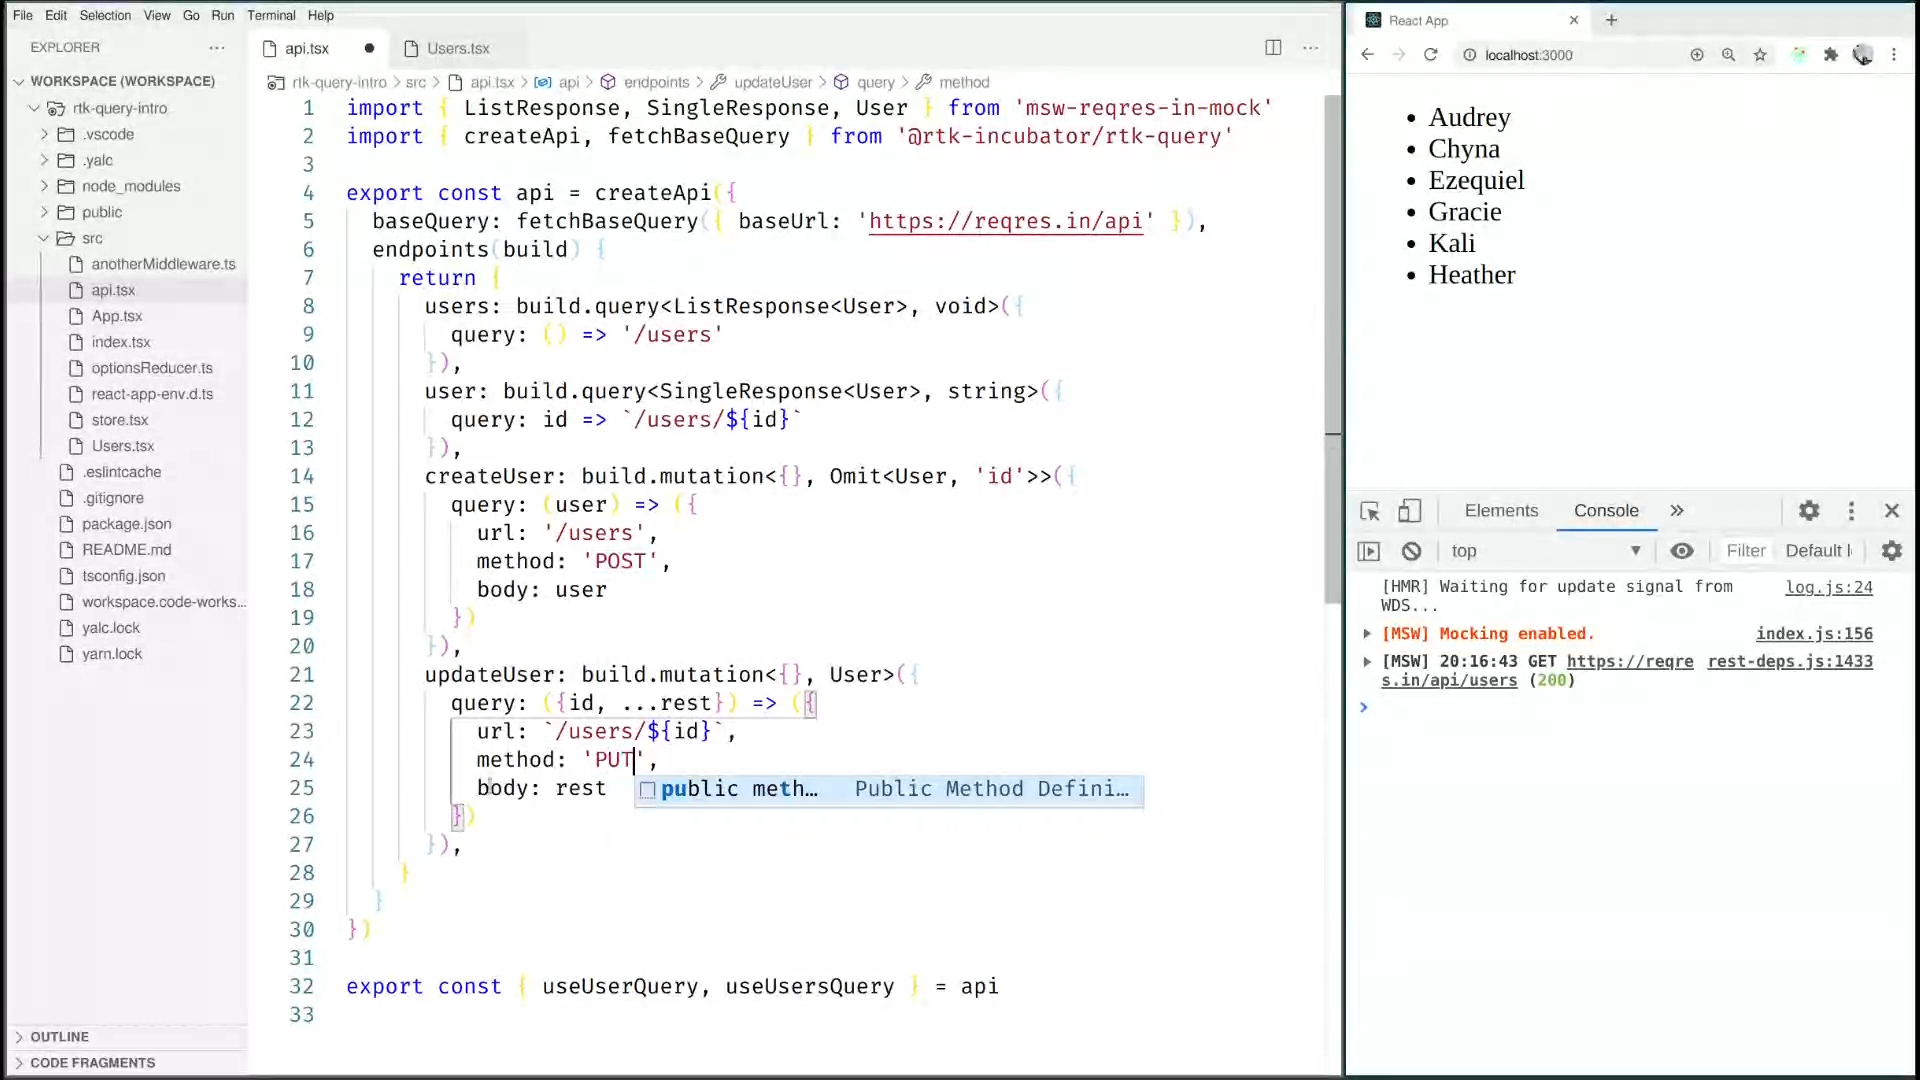 File Edit Selection View Go Run Terminal Help
EXPLORER
WORKSPACE (WORKSPACE)
rtk-query-intro
.vscode
.yalc
node_modules
public
src
anotherMiddleware.ts
api.tsx
App.tsx
index.tsx
optionsReducer.ts
react-app-env.d.ts
store.tsx
Users.tsx
.eslintcache
.gitignore
package.json
README.md
tsconfig.json
workspace.code-works...
yalc.lock
yarn.lock
OUTLINE
CODE FRAGMENTS
api.tsx Users.tsx
rtk-query-intro > src > api.tsx > api > endpoints > updateUser > query > method
1 import { ListResponse, SingleResponse, User } from 'msw-reqres-in-mock'
2 import { createApi, fetchBaseQuery } from '@rtk-incubator/rtk-query'
3
4 export const api = createApi({
5 baseQuery: fetchBaseQuery({ baseUrl: 'https://reqres.in/api' }),
6 endpoints(build) {
7 return {
8 users: build.query<ListResponse<User>, void>({
9 query: () => '/users'
10 }),
11 user: build.query<SingleResponse<User>, string>({
12 query: id => `/users/${id}`
13 }),
14 createUser: build.mutation<{}, Omit<User, 'id'>>({
15 query: (user) => ({
16 url: '/users',
17 method: 'POST',
18 body: user
19 })
20 }),
21 updateUser: build.mutation<{}, User>({
22 query: ({id, ...rest}) => ({
23 url: `/users/${id}`,
24 method: 'PUT',
25 body: rest
public meth... Public Method Defini...
26 })
27 }),
28 }
29 }
30 })
31
32 export const { useUserQuery, useUsersQuery } = api
33
React App
localhost:3000
• Audrey
• Chyna
• Ezequiel
• Gracie
• Kali
• Heather
Elements Console
top Filter Default l
[HMR] Waiting for update signal from log.js:24
WDS...
[MSW] Mocking enabled. index.js:156
[MSW] 20:16:43 GET https://reqre rest-deps.js:1433
s.in/api/users (200)